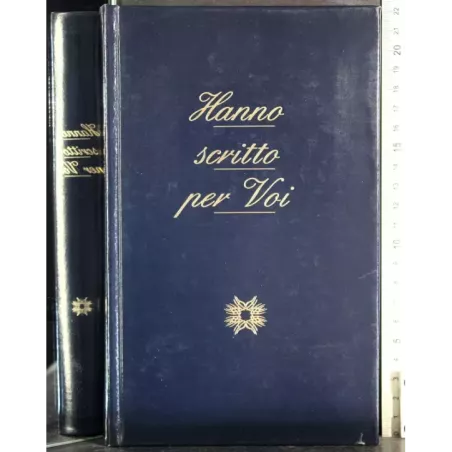 Hanno
scritto
per Voi